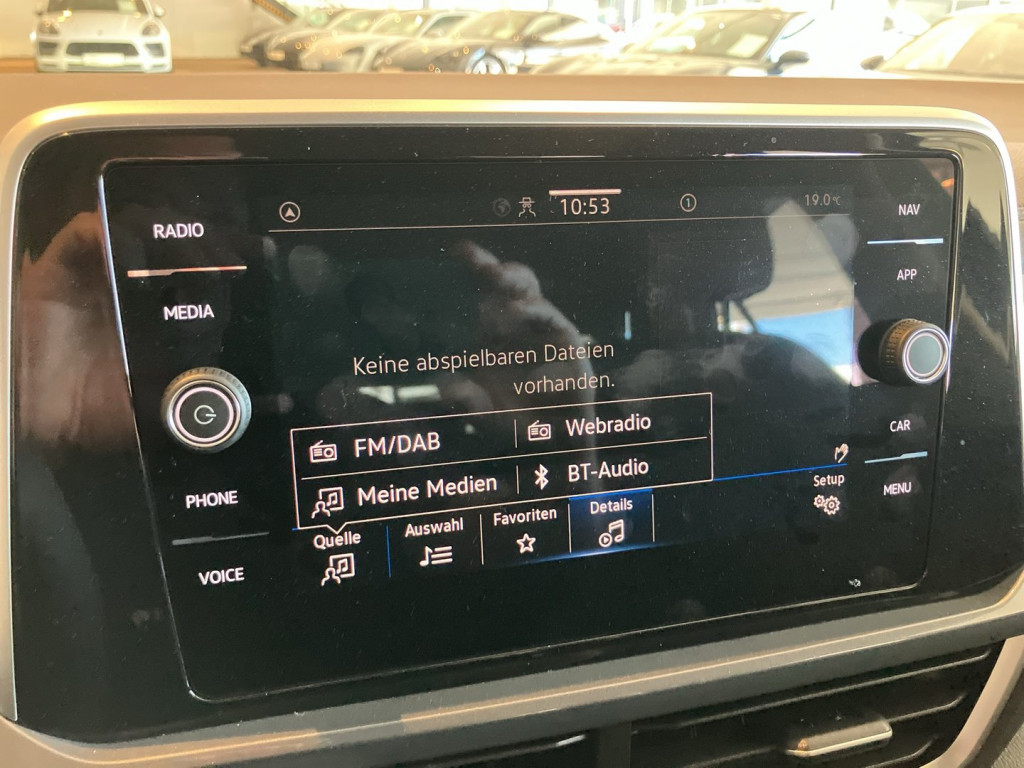 RADIO
MEDIA
PHONE
VOICE
10:53
1
19.0°C
Keine abspielbaren Dateien
vorhanden.
FM/DAB
Webradio
Meine Medien
BT-Audio
Quelle
Auswahl
Favoriten
Details
Setup
NAV
APP
CAR
MENU